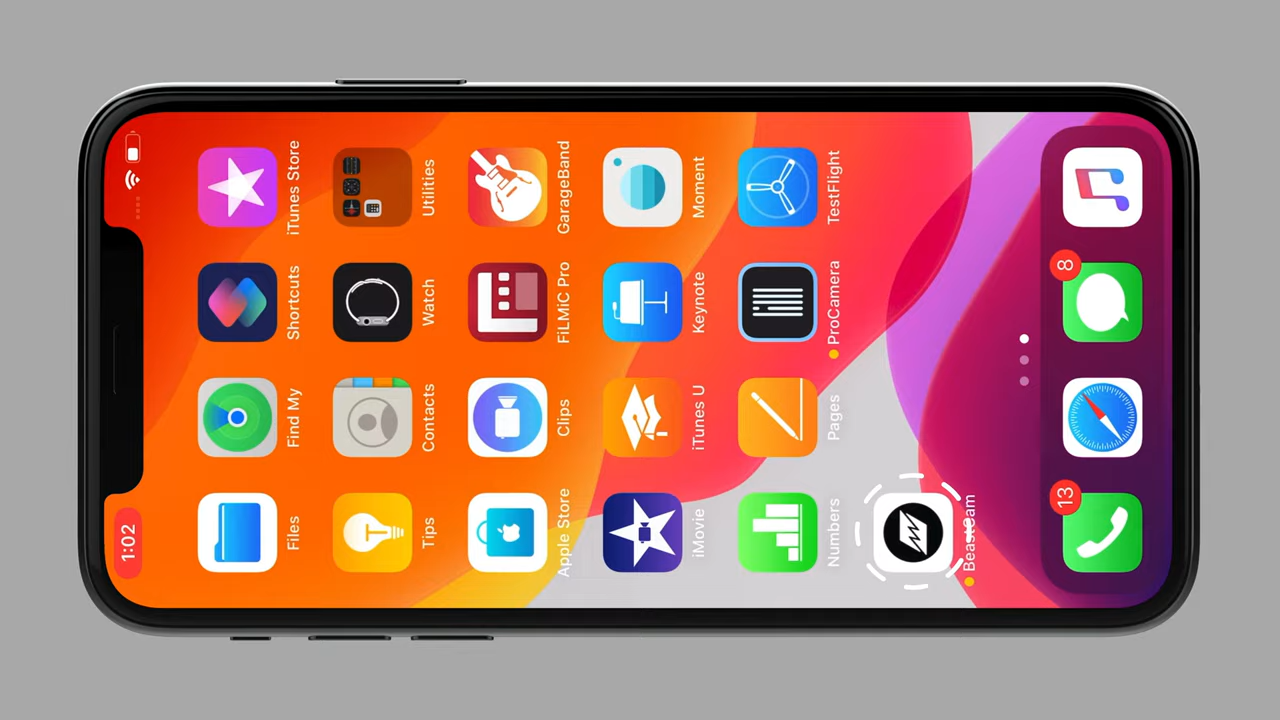 1:02
Files
Find My
Shortcuts
iTunes Store
Tips
Contacts
Watch
Utilities
Apple Store
Clips
FiLMiC Pro
GarageBand
iMovie
iTunes U
Keynote
Moment
Numbers
Pages
ProCamera
TestFlight
BeastCam
13
8